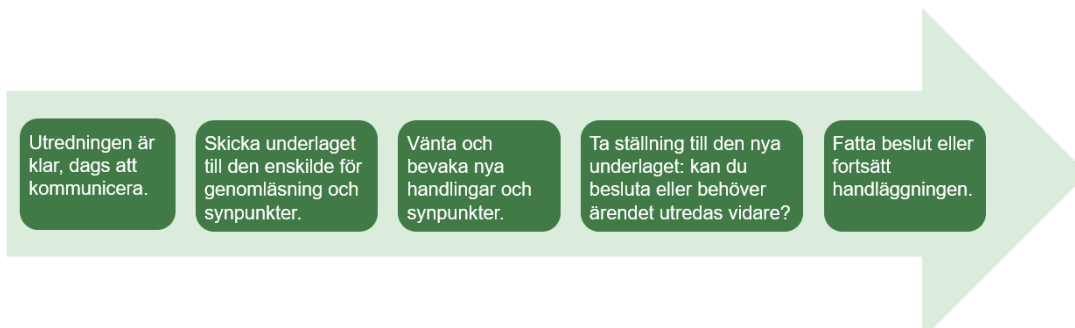 Utredningen är
klar, dags att
kommunicera.
Skicka underlaget
till den enskilde för
genomläsning och
synpunkter.
Vänta och
bevaka nya
handlingar och
synpunkter.
Ta ställning till den nya
underlaget: kan du
besluta eller behöver
ärendet utredas vidare?
Fatta beslut eller
fortsätt
handläggningen.